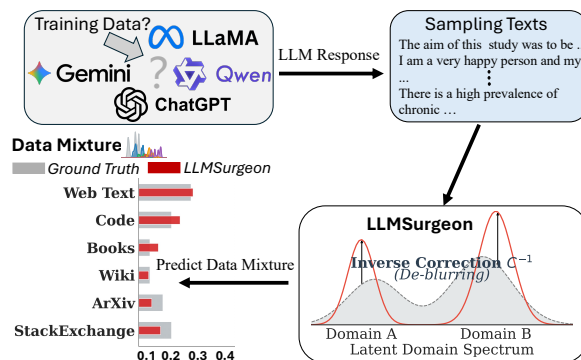 Training Data?
LLaMA
Gemini
?
Qwen
ChatGPT
LLM Response
Sampling Texts
The aim of this study was to be ..
I am a very happy person and my
...
There is a high prevalence of
chronic ...
Data Mixture
Ground Truth
LLMSurgeon
Web Text
Code
Books
Wiki
ArXiv
StackExchange
0.1 0.2 0.3 0.4
Predict Data Mixture
LLMSurgeon
Inverse Correction C⁻¹
(De-blurring)
Domain A
Domain B
Latent Domain Spectrum